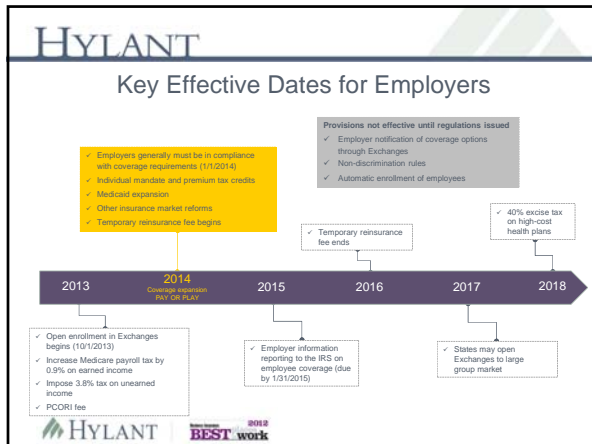 HYLANT
Key Effective Dates for Employers
Provisions not effective until regulations issued
✓ Employer notification of coverage options
through Exchanges
✓ Non-discrimination rules
✓ Automatic enrollment of employees
✓ Employers generally must be in compliance
with coverage requirements (1/1/2014)
✓ Individual mandate and premium tax credits
✓ Medicaid expansion
✓ Other insurance market reforms
✓ Temporary reinsurance fee begins
✓ Temporary reinsurance
fee ends
✓ 40% excise tax
on high-cost
health plans
2013
2014
Coverage expansion
PAY OR PLAY
2015
2016
2017
2018
✓ Open enrollment in Exchanges
begins (10/1/2013)
✓ Increase Medicare payroll tax by
0.9% on earned income
✓ Impose 3.8% tax on unearned
income
✓ PCORI fee
✓ Employer information
reporting to the IRS on
employee coverage (due
by 1/31/2015)
✓ States may open
Exchanges to large
group market
HYLANT
2012
BEST places
work